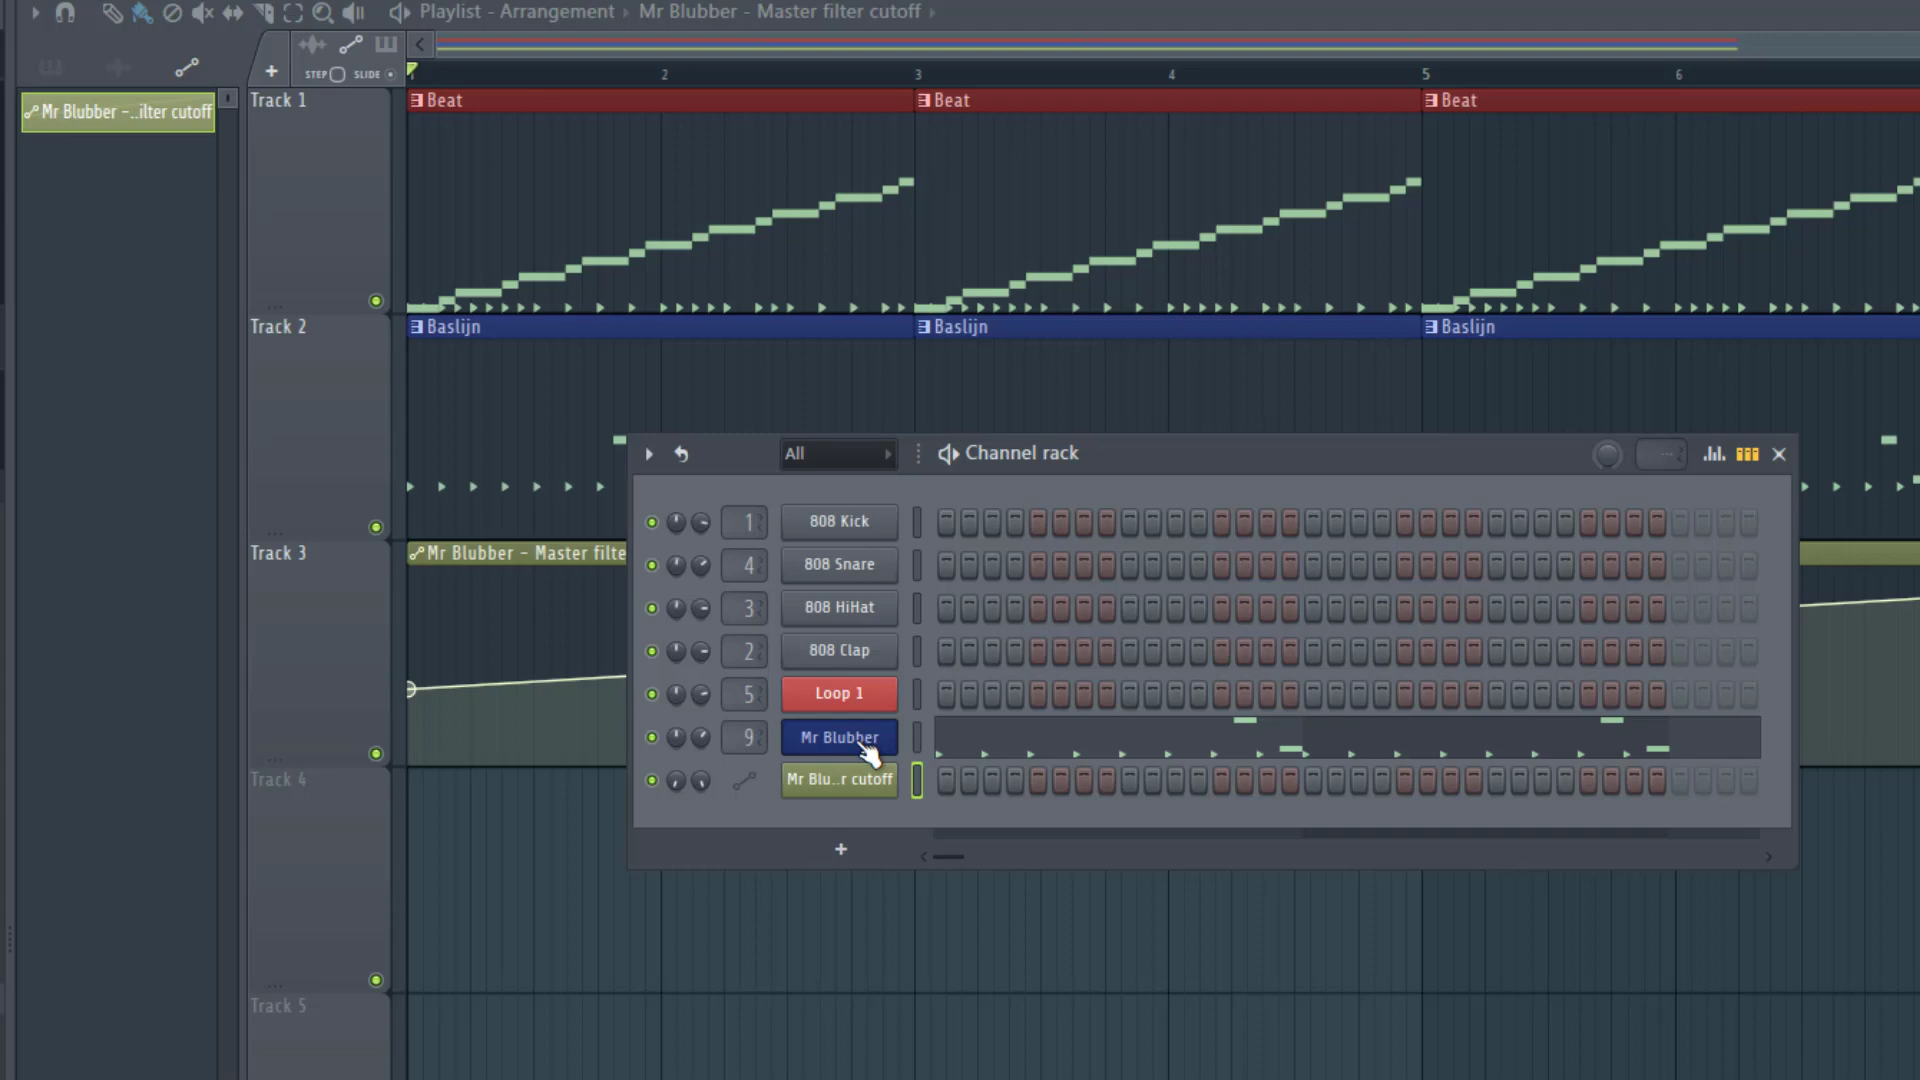 Playlist - Arrangement › Mr Blubber - Master filter cutoff ›
STEP SLIDE
1 2 3 4 5 6
Mr Blubber -..ilter cutoff
Track 1
Beat
Beat
Beat
Track 2
Baslijn
Baslijn
Baslijn
Track 3
Mr Blubber - Master filte
Track 4
Track 5
All
Channel rack
1 808 Kick
4 808 Snare
3 808 HiHat
2 808 Clap
5 Loop 1
9 Mr Blubber
Mr Blu..r cutoff